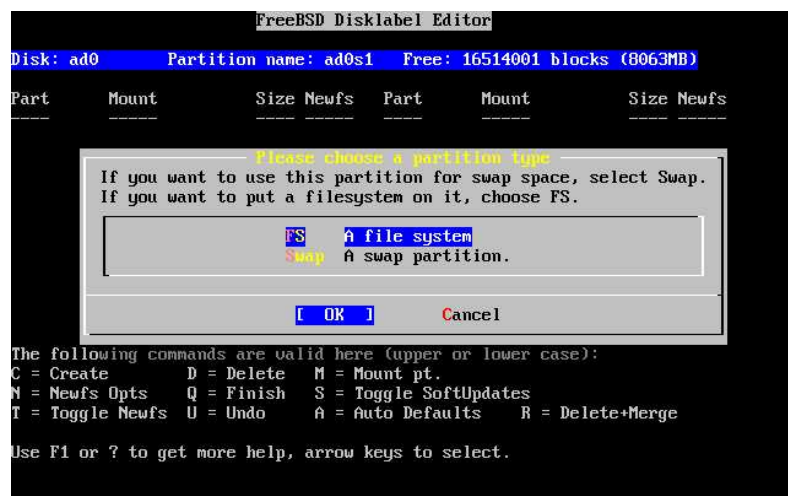 FreeBSD Disklabel Editor
Disk: ad0 Partition name: ad0s1 Free: 16514001 blocks (8063MB)
Part Mount Size Newfs Part Mount Size Newfs
---- ----- ---- ----- ---- ----- ---- -----
Please choose a partition type
If you want to use this partition for swap space, select Swap.
If you want to put a filesystem on it, choose FS.
FS A file system
Swap A swap partition.
[ OK ] Cancel
The following commands are valid here (upper or lower case):
C = Create D = Delete M = Mount pt.
N = Newfs Opts Q = Finish S = Toggle SoftUpdates
T = Toggle Newfs U = Undo A = Auto Defaults R = Delete+Merge
Use F1 or ? to get more help, arrow keys to select.